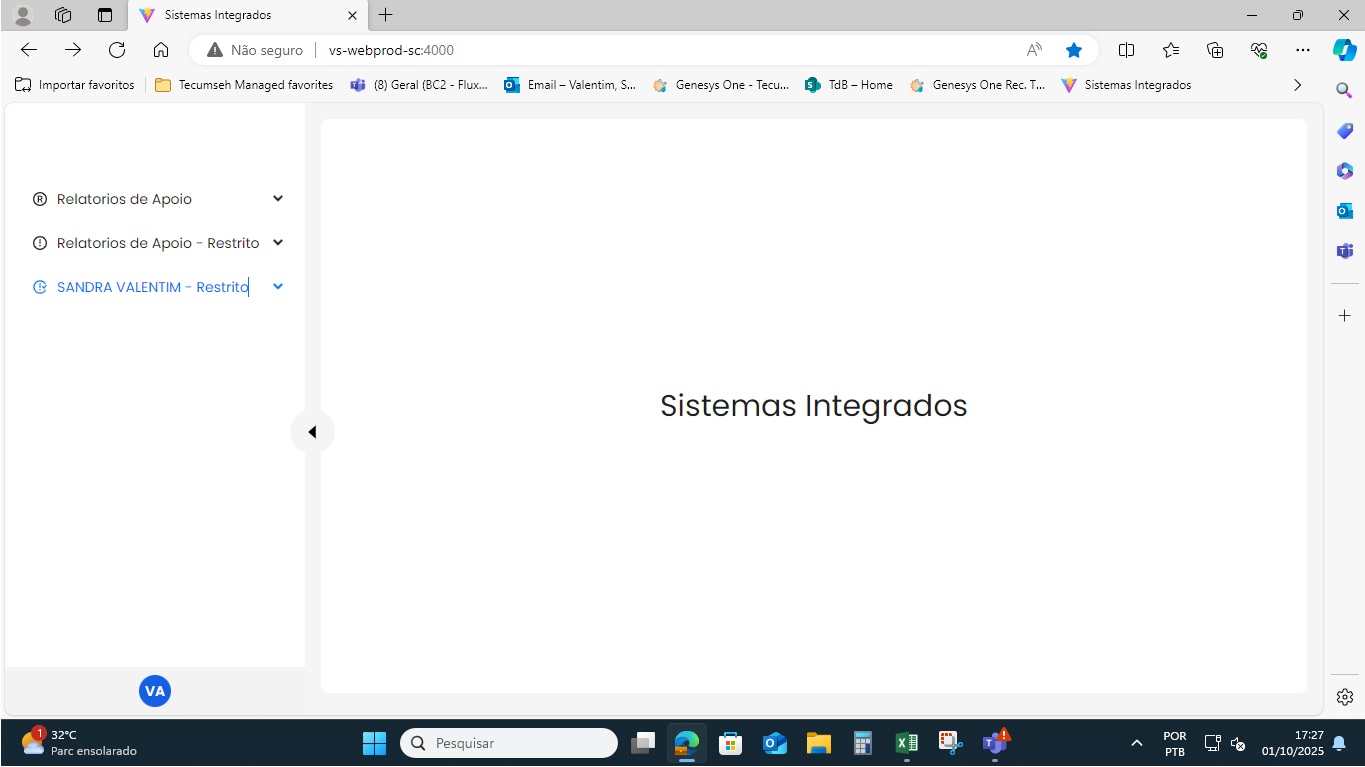 Sistemas Integrados
Não seguro
vs-webprod-sc:4000
Importar favoritos
Tecumseh Managed favorites
(8) Geral (BC2 - Flux...
Email – Valentim, S...
Genesys One - Tecu...
TdB – Home
Genesys One Rec. T...
Sistemas Integrados
Relatorios de Apoio
Relatorios de Apoio - Restrito
SANDRA VALENTIM - Restrito
Sistemas Integrados
VA
1
32°C
Parc ensolarado
Pesquisar
POR
PTB
17:27
01/10/2025